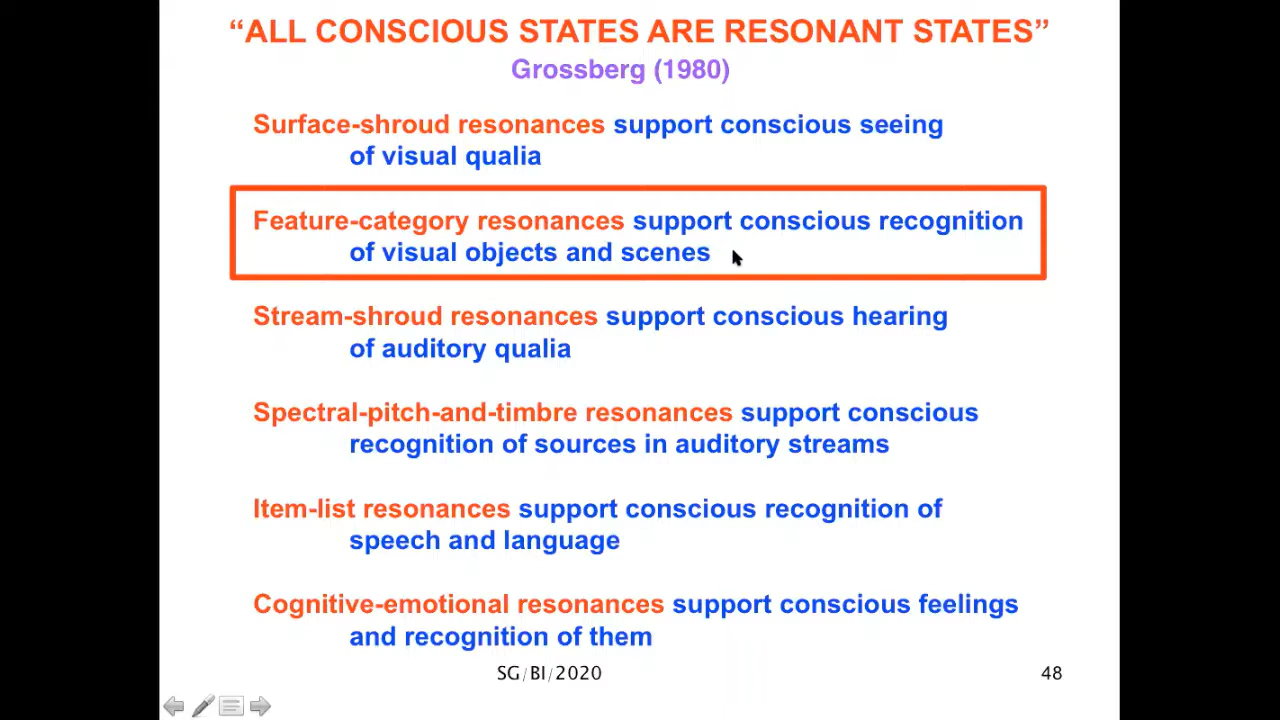 “ALL CONSCIOUS STATES ARE RESONANT STATES”
Grossberg (1980)
Surface-shroud resonances support conscious seeing
of visual qualia
Feature-category resonances support conscious recognition
of visual objects and scenes
Stream-shroud resonances support conscious hearing
of auditory qualia
Spectral-pitch-and-timbre resonances support conscious
recognition of sources in auditory streams
Item-list resonances support conscious recognition of
speech and language
Cognitive-emotional resonances support conscious feelings
and recognition of them
SG/BI/2020
48